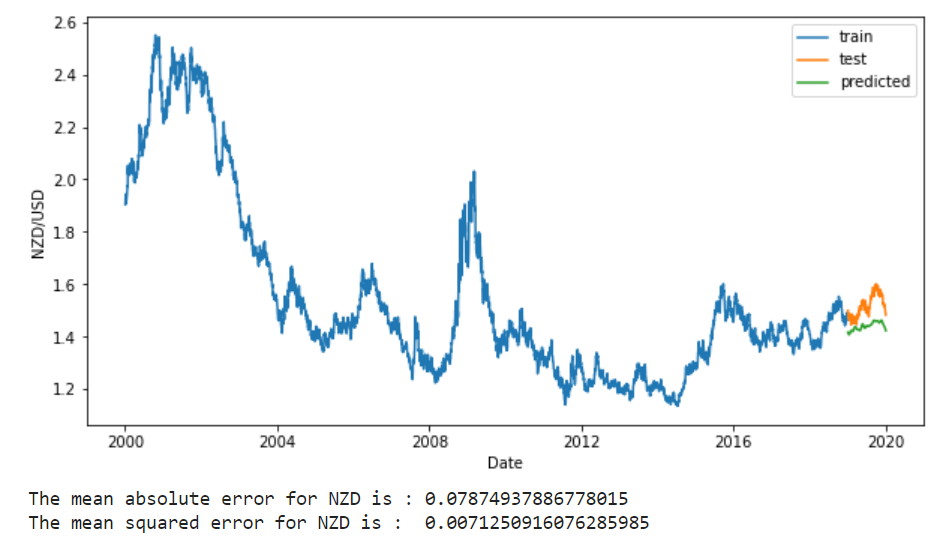 2.6
2.4
2.2
2.0
1.8
1.6
1.4
1.2
NZD/USD
train
test
predicted
2000 2004 2008 2012 2016 2020
Date
The mean absolute error for NZD is : 0.07874937886778015
The mean squared error for NZD is :  0.0071250916076285985